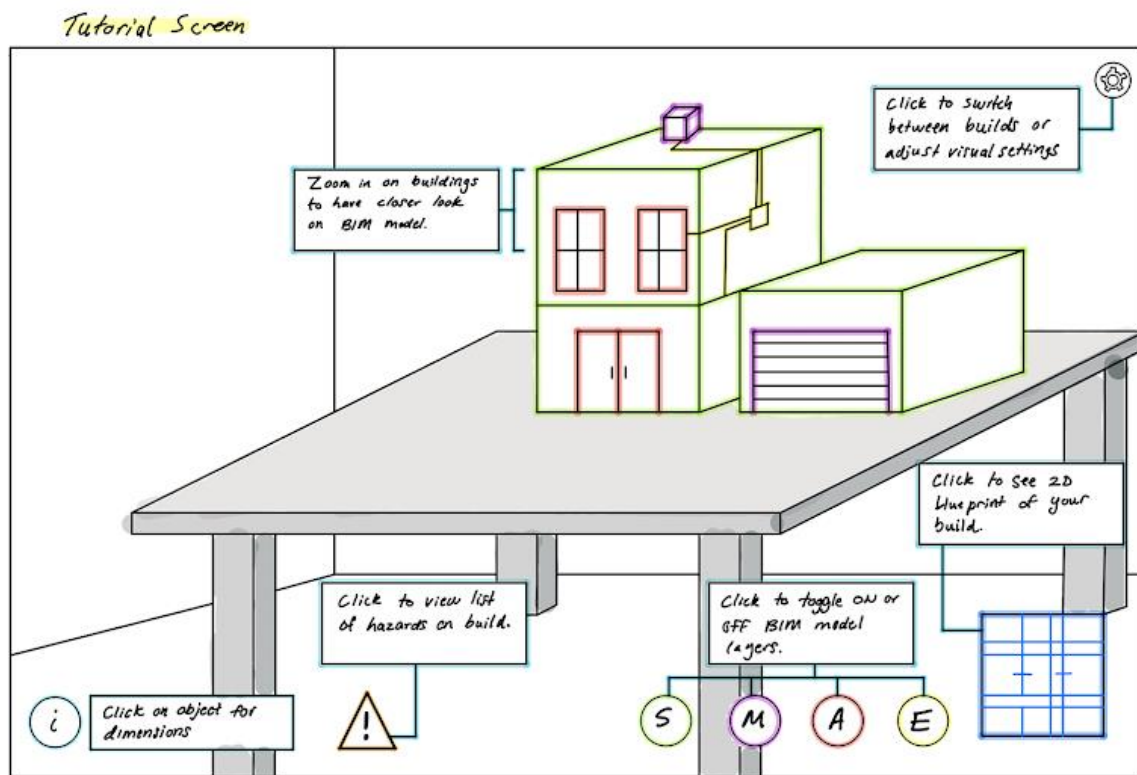 Tutorial Screen
Click to switch
between builds or
adjust visual settings
Zoom in on buildings
to have closer look
on BIM model.
Click to see 2D
blueprint of your
build.
Click to view list
of hazards on build.
Click to toggle ON or
OFF BIM model
layers.
i
Click on object for
dimensions
!
S M A E